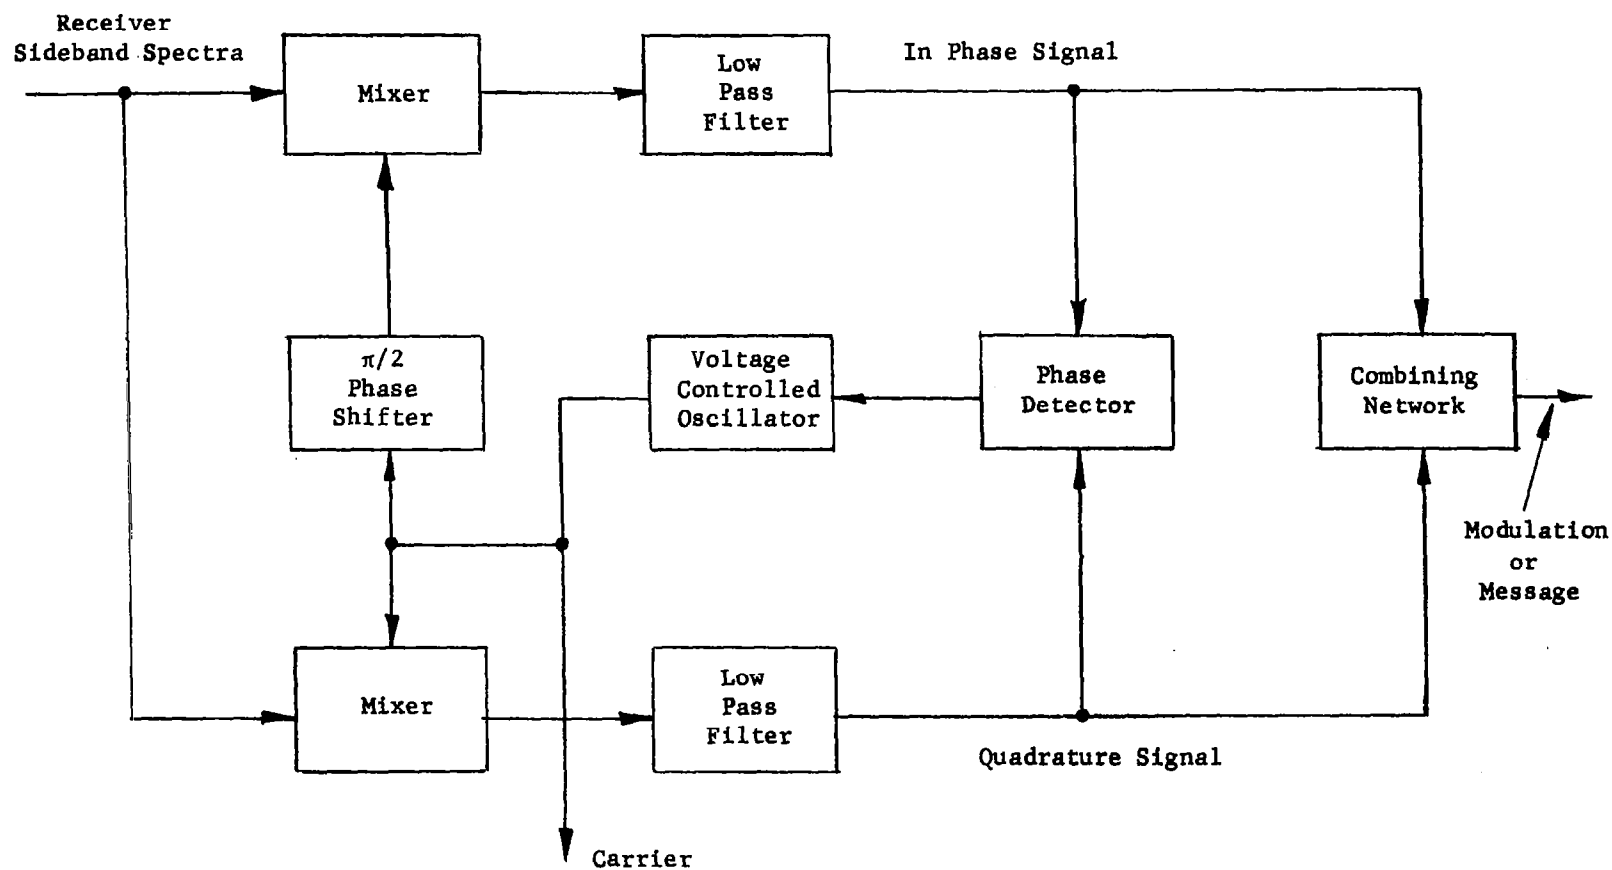 Receiver
Sideband Spectra
Mixer
Low
Pass
Filter
In Phase Signal
π/2
Phase
Shifter
Voltage
Controlled
Oscillator
Phase
Detector
Combining
Network
Modulation
or
Message
Mixer
Low
Pass
Filter
Quadrature Signal
Carrier